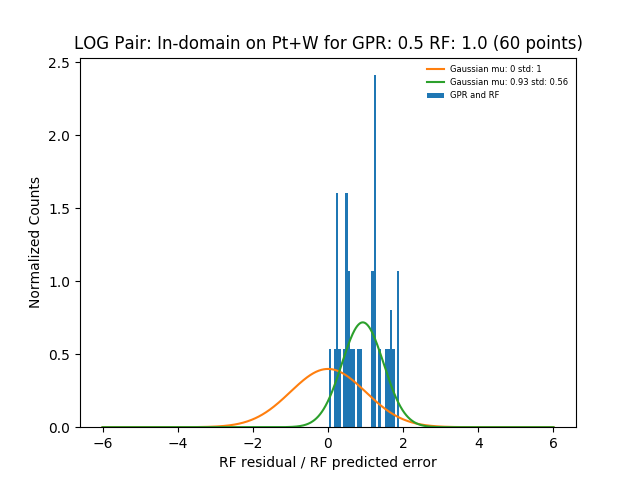 LOG Pair: In-domain on Pt+W for GPR: 0.5 RF: 1.0 (60 points)
Gaussian mu: 0 std: 1
Gaussian mu: 0.93 std: 0.56
GPR and RF
2.5
2.0
1.5
1.0
0.5
0.0
Normalized Counts
−6 −4 −2 0 2 4 6
RF residual / RF predicted error